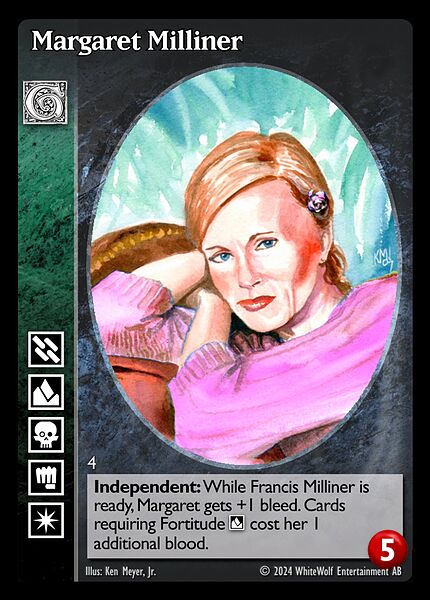 Margaret Milliner
4
Independent: While Francis Milliner is
ready, Margaret gets +1 bleed. Cards
requiring Fortitude cost her 1
additional blood.
5
Illus: Ken Meyer, Jr.
© 2024 WhiteWolf Entertainment AB